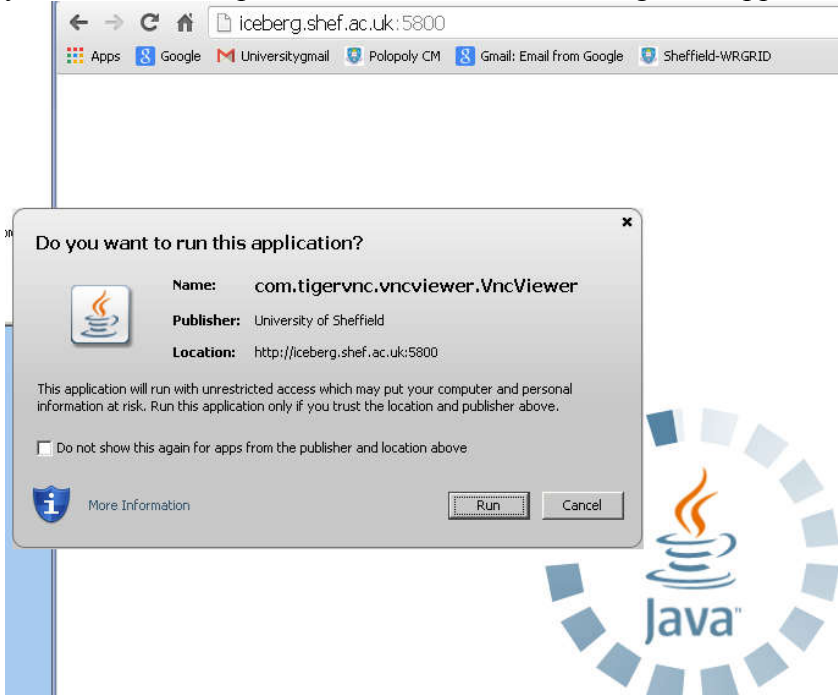 iceberg.shef.ac.uk:5800
Apps Google Universitygmail Polopoly CM Gmail: Email from Google Sheffield-WRGRID
Do you want to run this application?
Name: com.tigervnc.vncviewer.VncViewer
Publisher: University of Sheffield
Location: http://iceberg.shef.ac.uk:5800
This application will run with unrestricted access which may put your computer and personal
information at risk. Run this application only if you trust the location and publisher above.
Do not show this again for apps from the publisher and location above
More Information Run Cancel
Java™